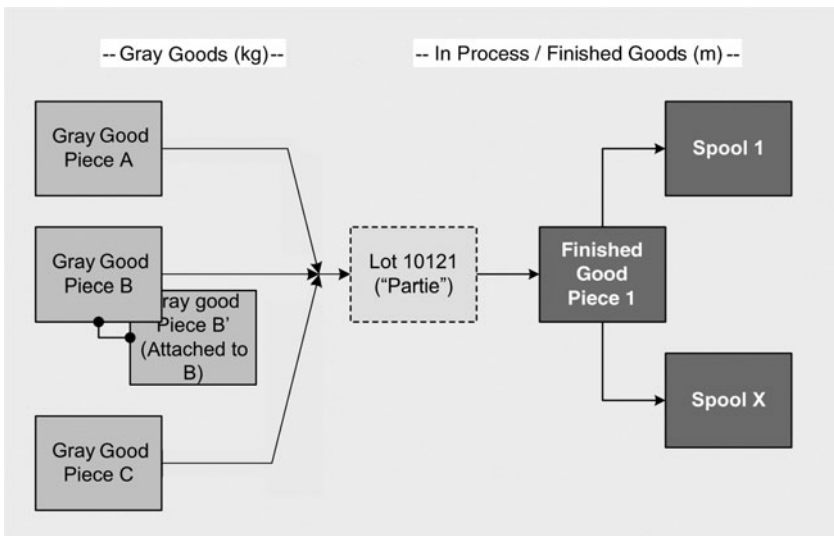 -- Gray Goods (kg)--
-- In Process / Finished Goods (m) --
Gray Good
Piece A
Gray Good
Piece B
ray good
Piece B’
(Attached to
B)
Gray Good
Piece C
Lot 10121
(“Partie”)
Finished
Good
Piece 1
Spool 1
Spool X